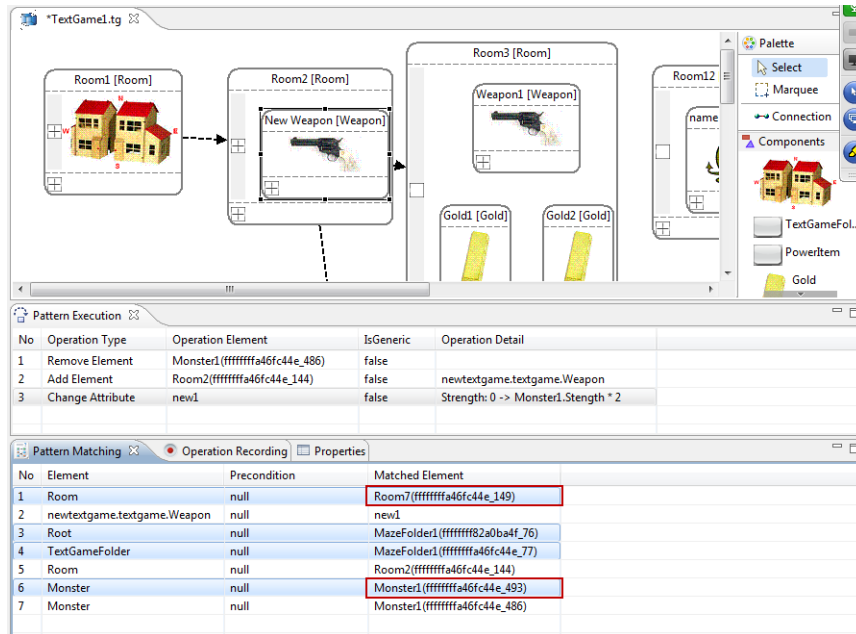 *TextGame1.tg
Room1 [Room]
N
W
E
S
Room2 [Room]
New Weapon [Weapon]
Room3 [Room]
Weapon1 [Weapon]
Gold1 [Gold]
Gold2 [Gold]
Room12
name
Palette
Select
Marquee
Connection
Components
N
W
E
S
TextGameFol...
PowerItem
Gold
Pattern Execution
No Operation Type Operation Element IsGeneric Operation Detail
1 Remove Element Monster1(ffffffffa46fc44e_486) false
2 Add Element Room2(ffffffffa46fc44e_144) false newtextgame.textgame.Weapon
3 Change Attribute new1 false Strength: 0 -> Monster1.Stength * 2
Pattern Matching Operation Recording Properties
No Element Precondition Matched Element
1 Room null Room7(ffffffffa46fc44e_149)
2 newtextgame.textgame.Weapon null new1
3 Root null MazeFolder1(ffffffff82a0ba4f_76)
4 TextGameFolder null MazeFolder1(ffffffffa46fc44e_77)
5 Room null Room2(ffffffffa46fc44e_144)
6 Monster null Monster1(ffffffffa46fc44e_493)
7 Monster null Monster1(ffffffffa46fc44e_486)